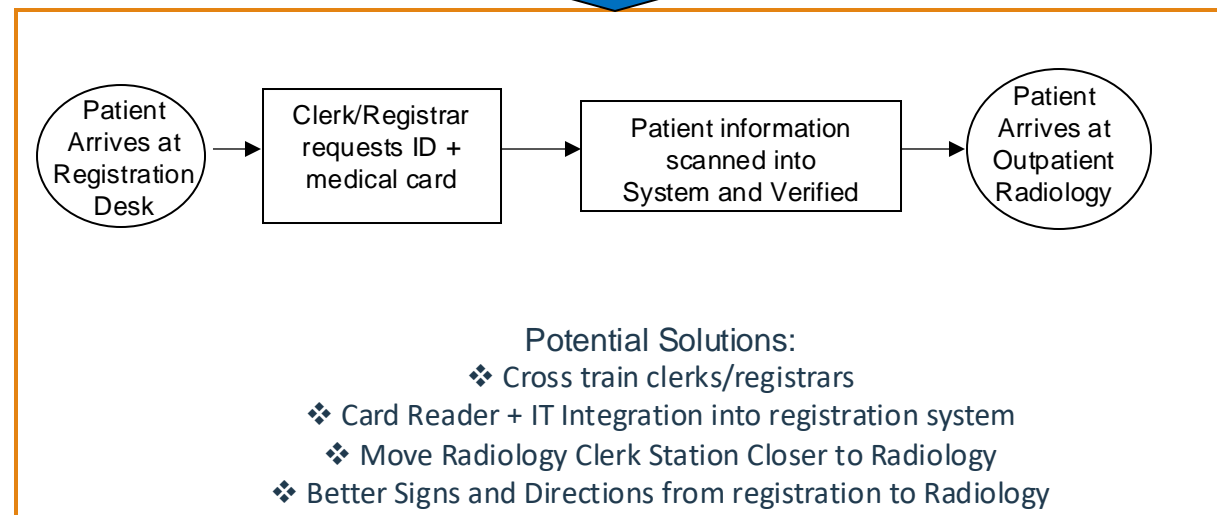 Patient
Arrives at
Registration
Desk
Clerk/Registrar
requests ID +
medical card
Patient information
scanned into
System and Verified
Patient
Arrives at
Outpatient
Radiology
Potential Solutions:
❖ Cross train clerks/registrars
❖ Card Reader + IT Integration into registration system
❖ Move Radiology Clerk Station Closer to Radiology
❖ Better Signs and Directions from registration to Radiology